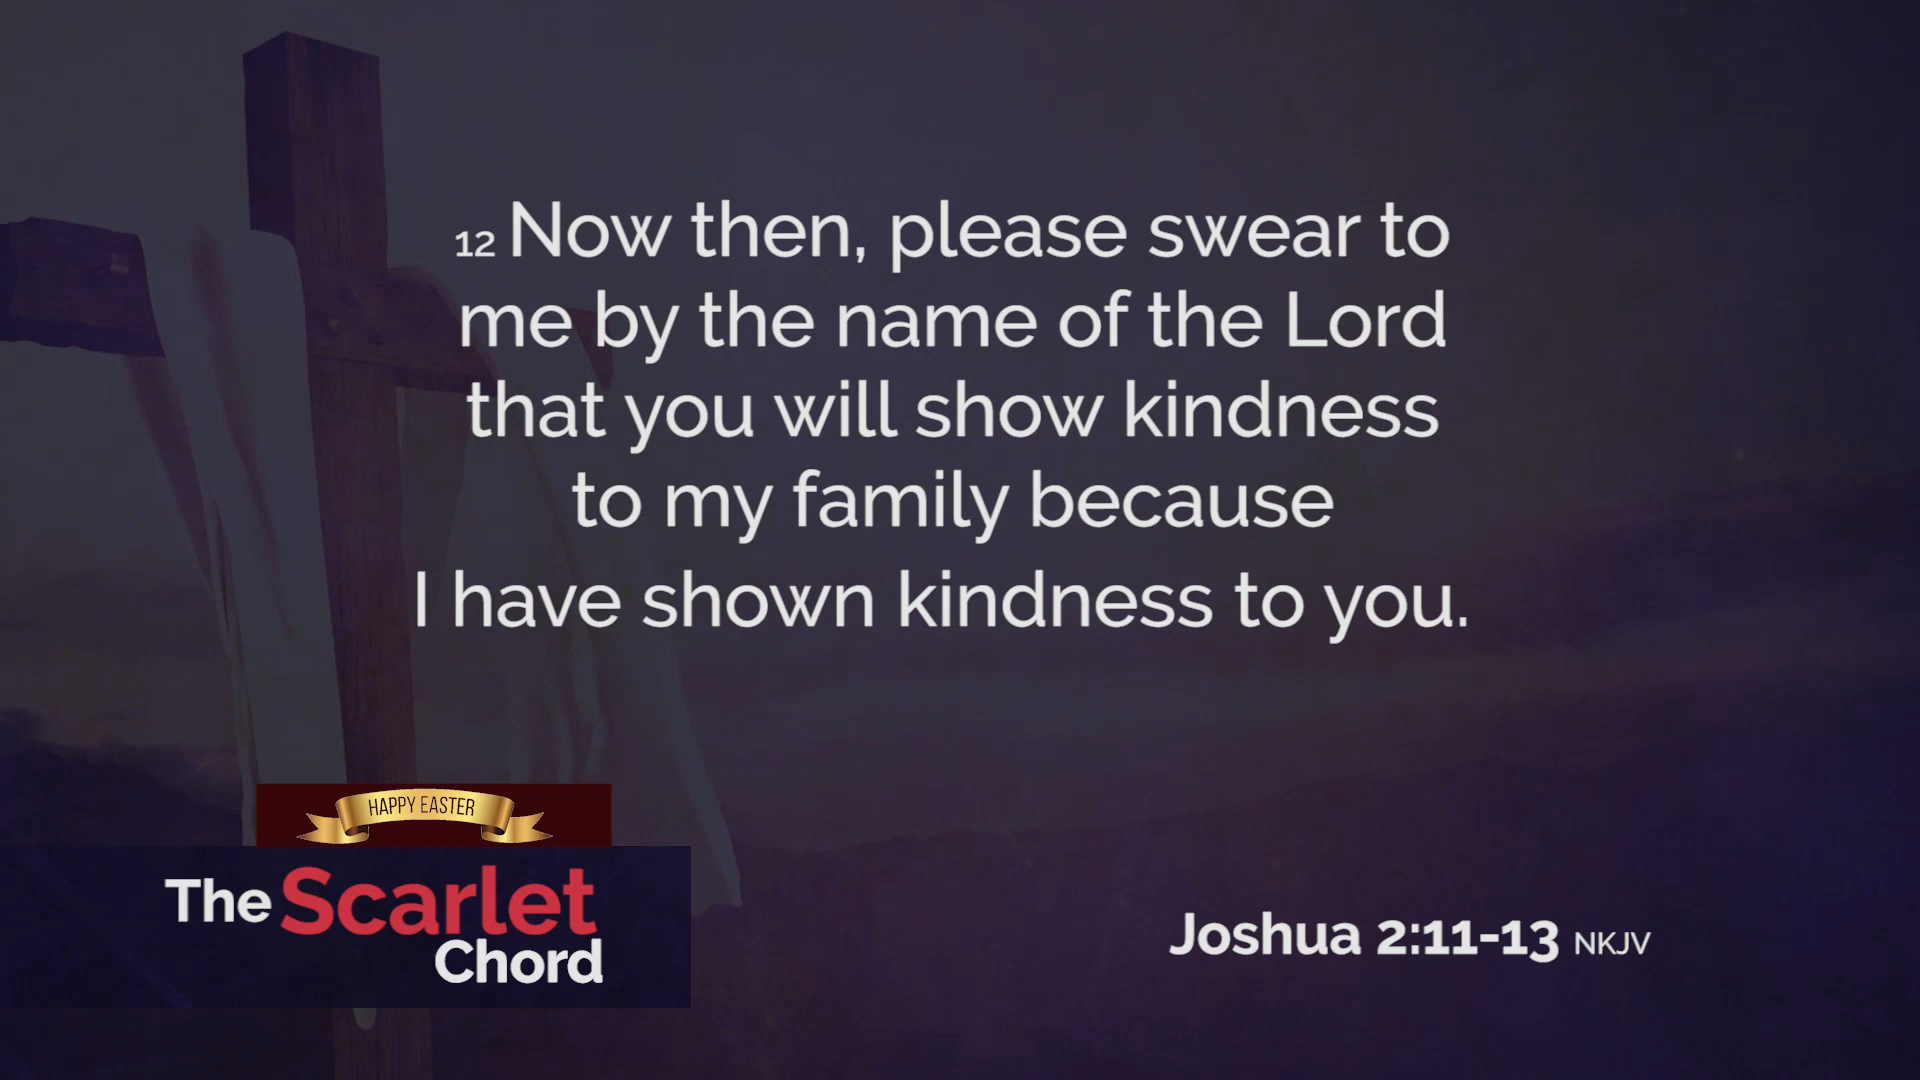 12 Now then, please swear to
me by the name of the Lord
that you will show kindness
to my family because
I have shown kindness to you.
HAPPY EASTER
The Scarlet
Chord
Joshua 2:11-13 NKJV